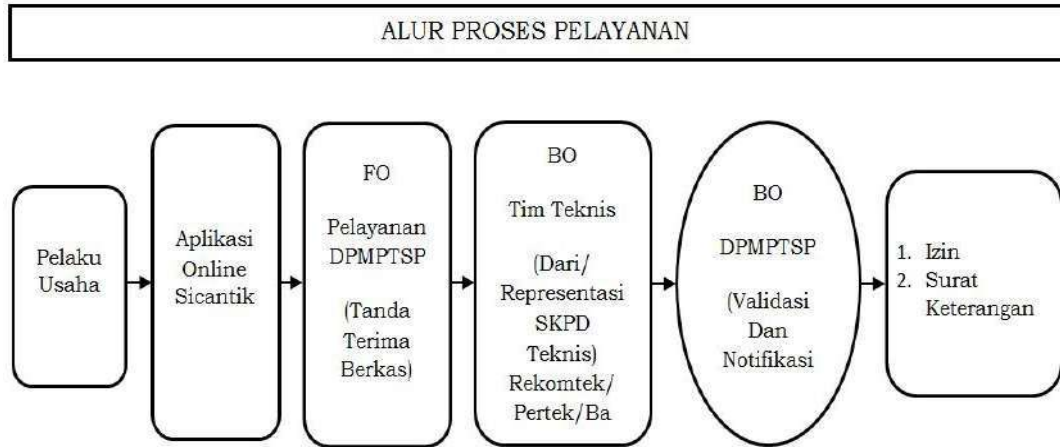 ALUR PROSES PELAYANAN
Pelaku
Usaha
Aplikasi
Online
Sicantik
FO
Pelayanan
DPMPTSP
(Tanda
Terima
Berkas)
BO
Tim Teknis
(Dari/
Representasi
SKPD
Teknis)
Rekomtek/
Pertek/Ba
BO
DPMPTSP
(Validasi
Dan
Notifikasi
1. Izin
2. Surat
Keterangan